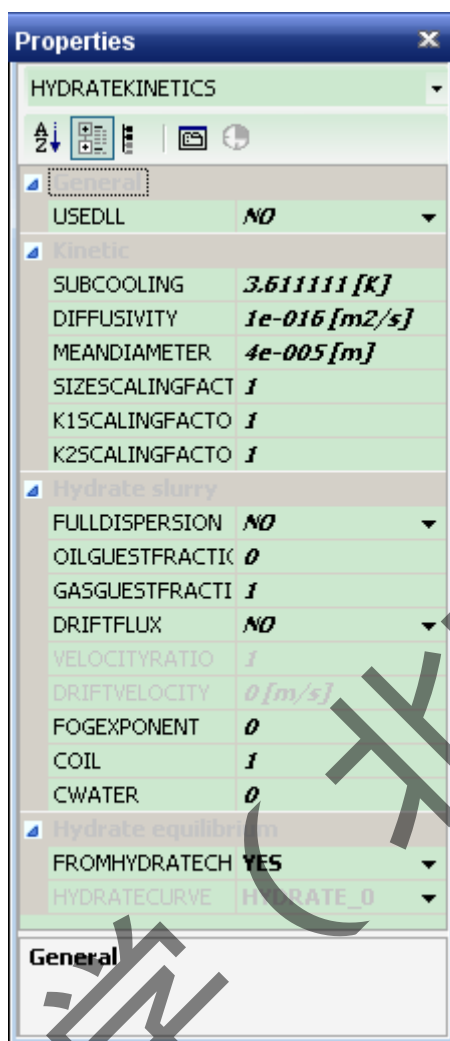 Properties
HYDRATEKINETICS
General
USEDLL NO
Kinetic
SUBCOOLING 3.611111 [K]
DIFFUSIVITY 1e-016 [m2/s]
MEANDIAMETER 4e-005 [m]
SIZESCALINGFACT 1
K1SCALINGFACTO 1
K2SCALINGFACTO 1
Hydrate slurry
FULLDISPERSION NO
OILGUESTFRACTI 0
GASGUESTFRACTI 1
DRIFTFLUX NO
VELOCITYRATIO 1
DRIFTVELOCITY 0 [m/s]
FOGEXPONENT 0
COIL 1
CWATER 0
Hydrate equilibrium
FROMHYDRATECH YES
HYDRATECURVE HYDRATE_0
General